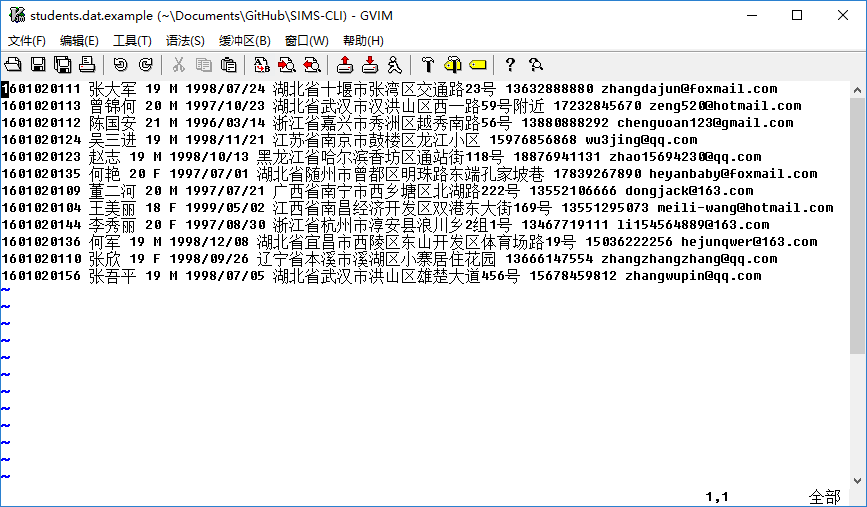 students.dat.example (~\Documents\GitHub\SIMS-CLI) - GVIM
文件(F) 编辑(E) 工具(T) 语法(S) 缓冲区(B) 窗口(W) 帮助(H)
1601020111 张大军 19 M 1998/07/24 湖北省十堰市张湾区交通路23号 13632888880 zhangdajun@foxmail.com
1601020113 曾锦何 20 M 1997/10/23 湖北省武汉市汉洪山区西一路59号附近 17232845670 zeng520@hotmail.com
1601020112 陈国安 21 M 1996/03/14 浙江省嘉兴市秀洲区越秀南路56号 13880888292 chenguoan123@gmail.com
1601020124 吴三进 19 M 1998/11/21 江苏省南京市鼓楼区龙江小区 15976856868 wu3jing@qq.com
1601020123 赵志 19 M 1998/10/13 黑龙江省哈尔滨香坊区通站街118号 18876941131 zhao15694230@qq.com
1601020135 何艳 20 F 1997/07/01 湖北省随州市曾都区明珠路东端孔家坡巷 17839267890 heyanbaby@foxmail.com
1601020109 董二河 20 M 1997/07/21 广西省南宁市西乡塘区北湖路222号 13552106666 dongjack@163.com
1601020104 王美丽 18 F 1999/05/02 江西省南昌经济开发区双港东大街169号 13551295073 meili-wang@hotmail.com
1601020144 李秀丽 20 F 1997/08/30 浙江省杭州市淳安县浪川乡2组1号 13467719111 li154564889@163.com
1601020136 何军 19 M 1998/12/08 湖北省宜昌市西陵区东山开发区体育场路19号 15036222256 hejunqwer@163.com
1601020110 张欣 19 F 1998/09/26 辽宁省本溪市溪湖区小寨居住花园 13666147554 zhangzhangzhang@qq.com
1601020156 张吾平 19 M 1998/07/05 湖北省武汉市洪山区雄楚大道456号 15678459812 zhangwupin@qq.com
~
~
~
~
~
~
~
~
~
~
~
~
1,1 全部